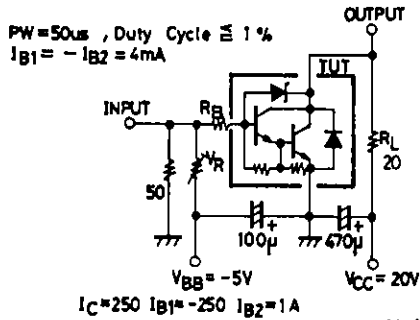 OUTPUT
PW=50us , Duty Cycle ≦ 1%
IB1= -IB2=4mA
TUT
INPUT
RB
VR
RL
20
50
100μ
+
470μ
+
VBB=-5V
VCC=20V
IC=250 IB1=-250 IB2=1A